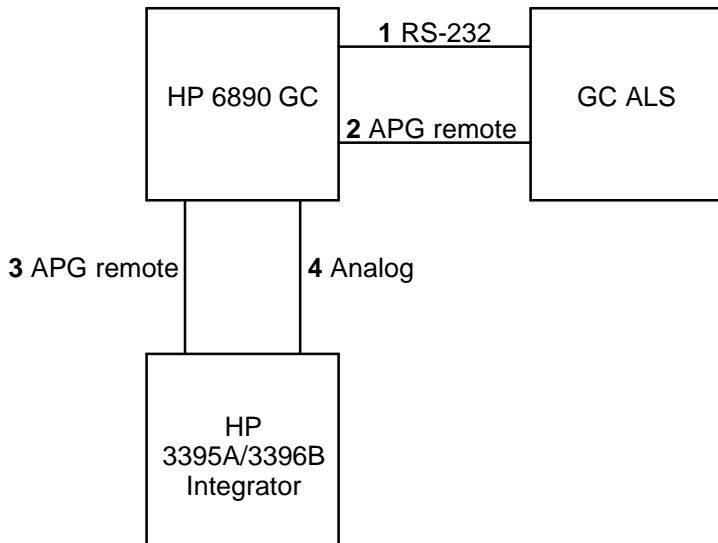 1 RS-232
HP 6890 GC
GC ALS
2 APG remote
3 APG remote
4 Analog
HP
3395A/3396B
Integrator